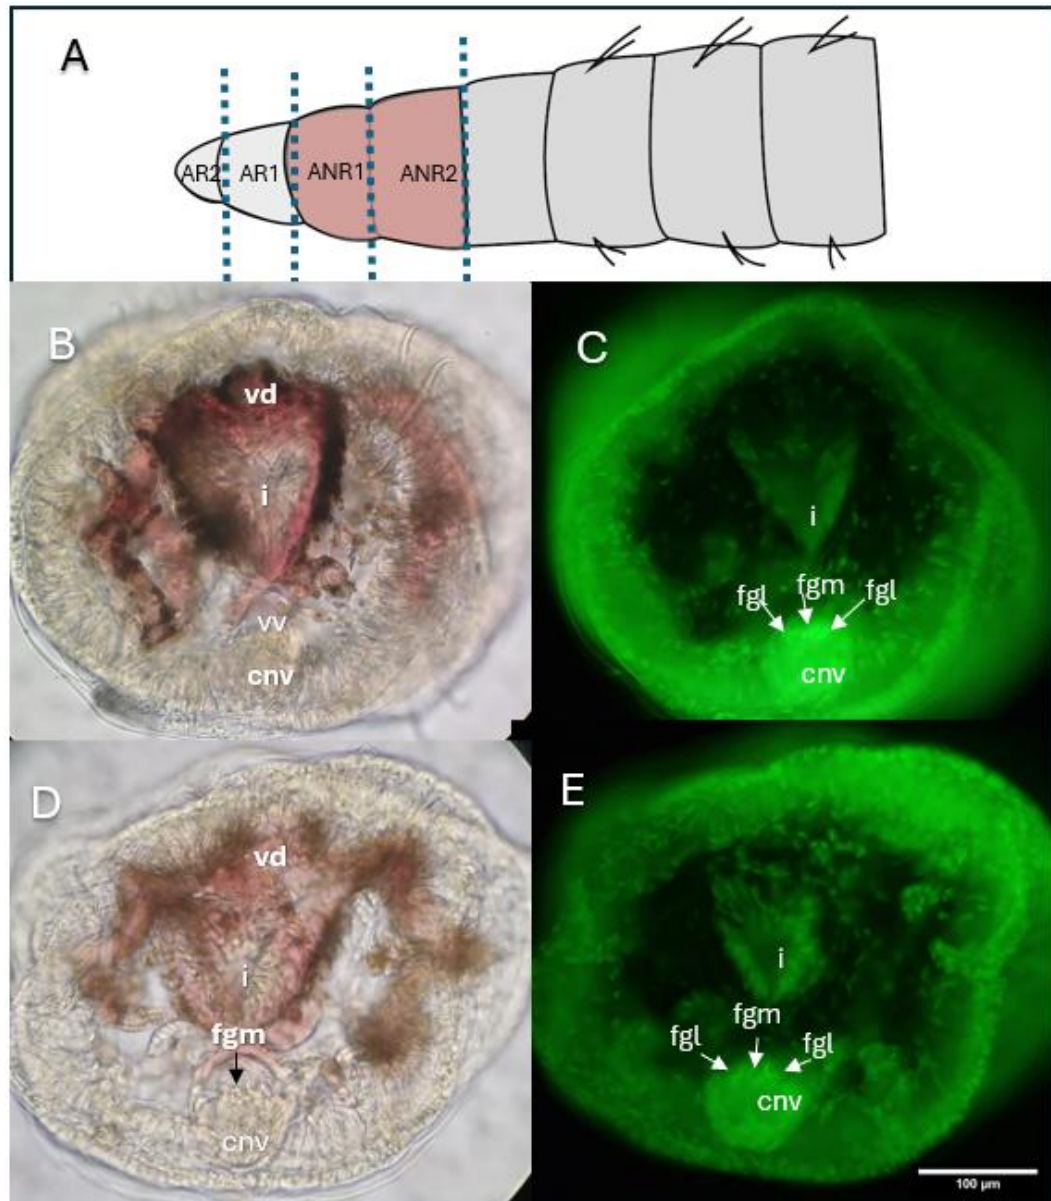 A
AR2 AR1 ANR1 ANR2
B
vd
i
vv
cnv
C
i
fgl fgm fgl
cnv
D
vd
i
fgm
cnv
E
i
fgl fgm fgl
cnv
100 µm